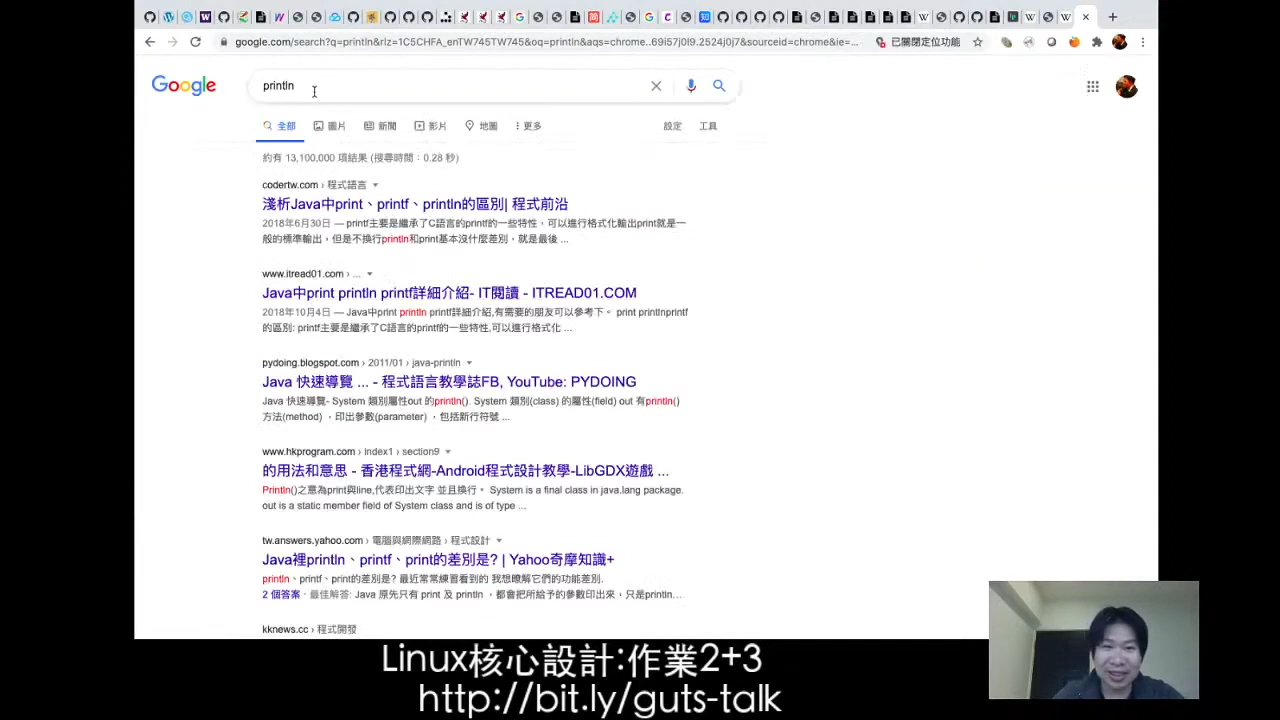 google.com/search?q=println&rlz=1C5CHFA_enTW745TW745&oq=println&aqs=chrome..69i57j0l9.2524j0j7&sourceid=chrome&ie=...
已關閉定位功能
Google
println
全部 圖片 新聞 影片 地圖 更多 設定 工具
約有 13,100,000 項結果 (搜尋時間：0.28 秒)
codertw.com › 程式語言
淺析Java中print、printf、println的區別| 程式前沿
2018年6月30日 — printf主要是繼承了C語言的printf的一些特性，可以進行格式化輸出print就是一
般的標準輸出，但是不換行println和print基本沒什麼差別，就是最後 ...
www.itread01.com › ...
Java中print println printf詳細介紹- IT閱讀 - ITREAD01.COM
2018年10月4日 — Java中print println printf詳細介紹,有需要的朋友可以參考下。 print printlnprintf
的區別: printf主要是繼承了C語言的printf的一些特性,可以進行格式化 ...
pydoing.blogspot.com › 2011/01 › java-println
Java 快速導覽 ... - 程式語言教學誌FB, YouTube: PYDOING
Java 快速導覽- System 類別屬性out 的println(). System 類別(class) 的屬性(field) out 有println()
方法(method) ，印出參數(parameter) ，包括新行符號 ...
www.hkprogram.com › index1 › section9
的用法和意思 - 香港程式網-Android程式設計教學-LibGDX遊戲 ...
Println()之意為print與line,代表印出文字 並且換行。 System is a final class in java.lang package.
out is a static member field of System class and is of type ...
tw.answers.yahoo.com › 電腦與網際網路 › 程式設計
Java裡println、printf、print的差別是? | Yahoo奇摩知識+
println、printf、print的差別是? 最近常常練習看到的 我想瞭解它們的功能差別.
2 個答案 · 最佳解答: Java 原先只有 print 及 println ，都會把所給予的參數印出來，只是println...
kknews.cc › 程式開發
Linux核心設計:作業2+3
http://bit.ly/guts-talk